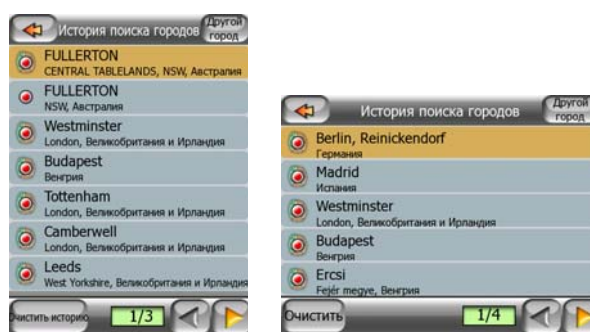 История поиска городов
Другой город
FULLERTON
CENTRAL TABLELANDS, NSW, Австралия
FULLERTON
NSW, Австралия
Westminster
London, Великобритания и Ирландия
Budapest
Венгрия
Tottenham
London, Великобритания и Ирландия
Camberwell
London, Великобритания и Ирландия
Leeds
West Yorkshire, Великобритания и Ирландия
Очистить историю
1/3
История поиска городов
Другой город
Berlin, Reinickendorf
Германия
Madrid
Испания
Westminster
London, Великобритания и Ирландия
Budapest
Венгрия
Ercsi
Fejér megye, Венгрия
Очистить
1/4